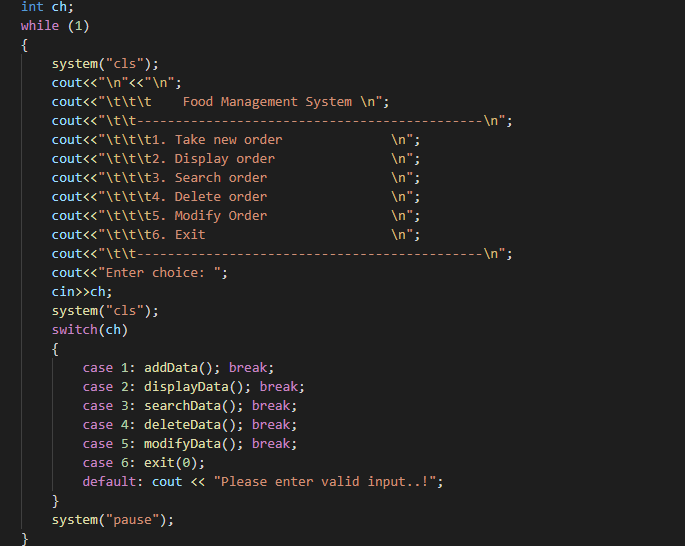 int ch;
while (1)
{
    system("cls");
    cout<<"\n"<<"\n";
    cout<<"\t\t\t    Food Management System \n";
    cout<<"\t\t---------------------------------------------\n";
    cout<<"\t\t\t1. Take new order              \n";
    cout<<"\t\t\t2. Display order               \n";
    cout<<"\t\t\t3. Search order                \n";
    cout<<"\t\t\t4. Delete order                \n";
    cout<<"\t\t\t5. Modify Order                \n";
    cout<<"\t\t\t6. Exit                        \n";
    cout<<"\t\t---------------------------------------------\n";
    cout<<"Enter choice: ";
    cin>>ch;
    system("cls");
    switch(ch)
    {
        case 1: addData(); break;
        case 2: displayData(); break;
        case 3: searchData(); break;
        case 4: deleteData(); break;
        case 5: modifyData(); break;
        case 6: exit(0);
        default: cout << "Please enter valid input..!";
    }
    system("pause");
}